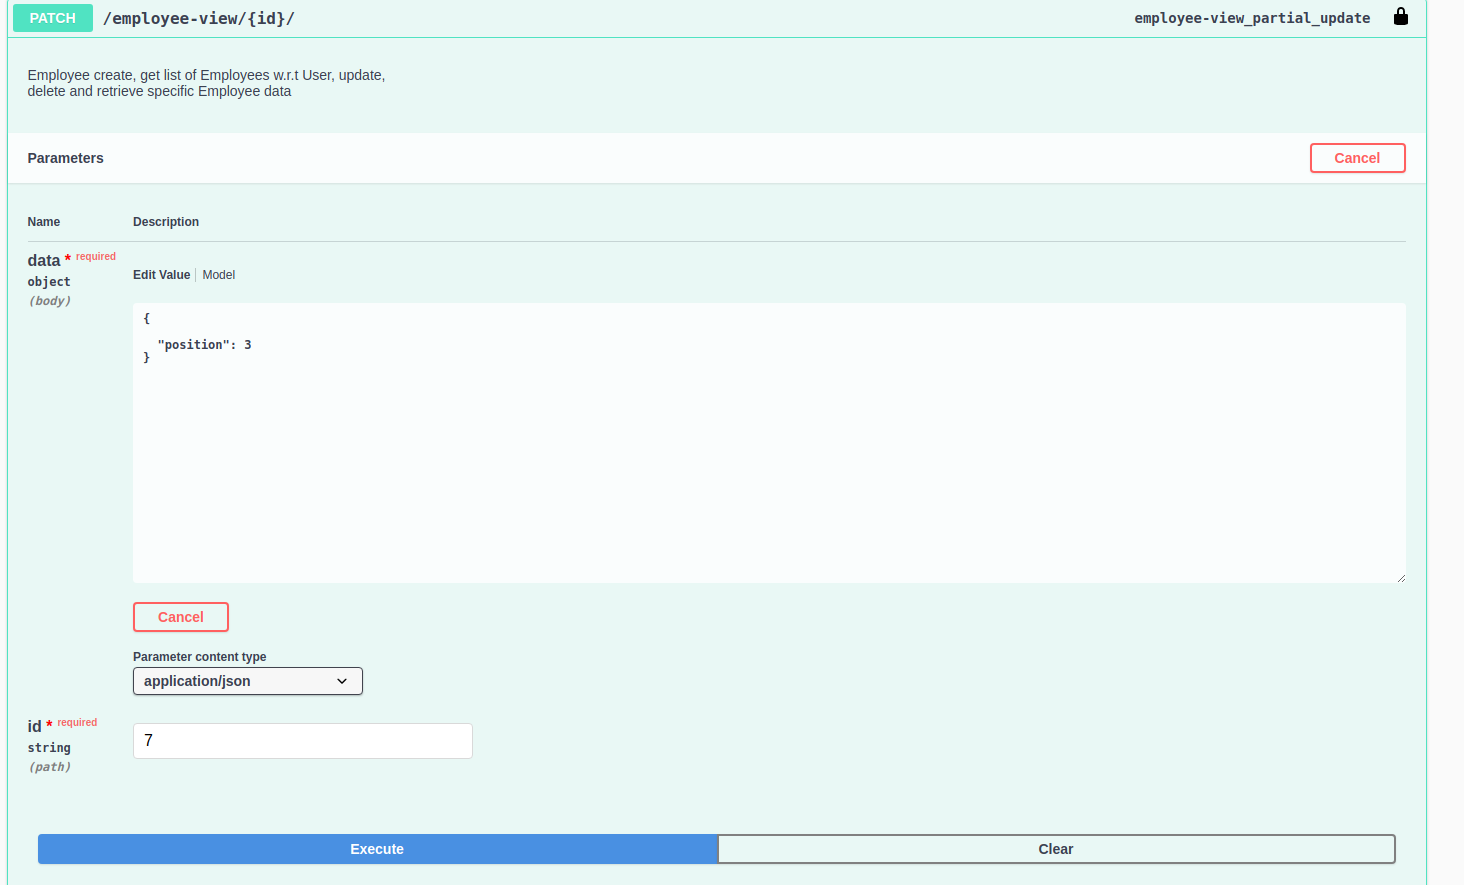 PATCH /employee-view/{id}/ employee-view_partial_update
Employee create, get list of Employees w.r.t User, update,
delete and retrieve specific Employee data
Parameters Cancel
Name Description
data * required
object
(body)
Edit Value Model
{
"position": 3
}
Cancel
Parameter content type
application/json
id * required
string
(path)
7
Execute Clear